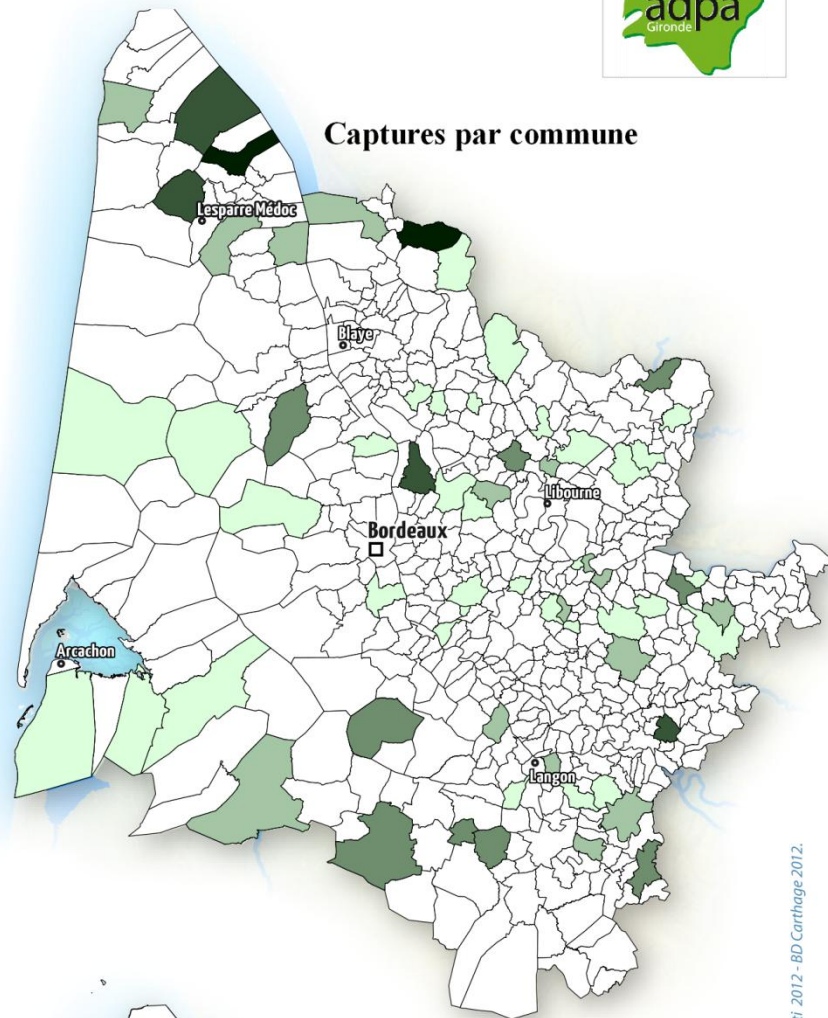 adpa
Gironde
Captures par commune
Lesparre Médoc
Blaye
Libourne
Bordeaux
Arcachon
Langon
2012 - BD Carthage 2012.